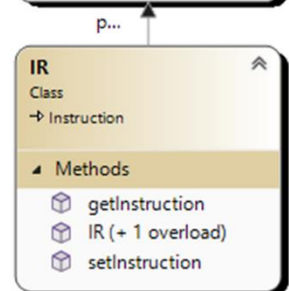 p...
IR
Class
Instruction
Methods
getInstruction
IR (+ 1 overload)
setInstruction